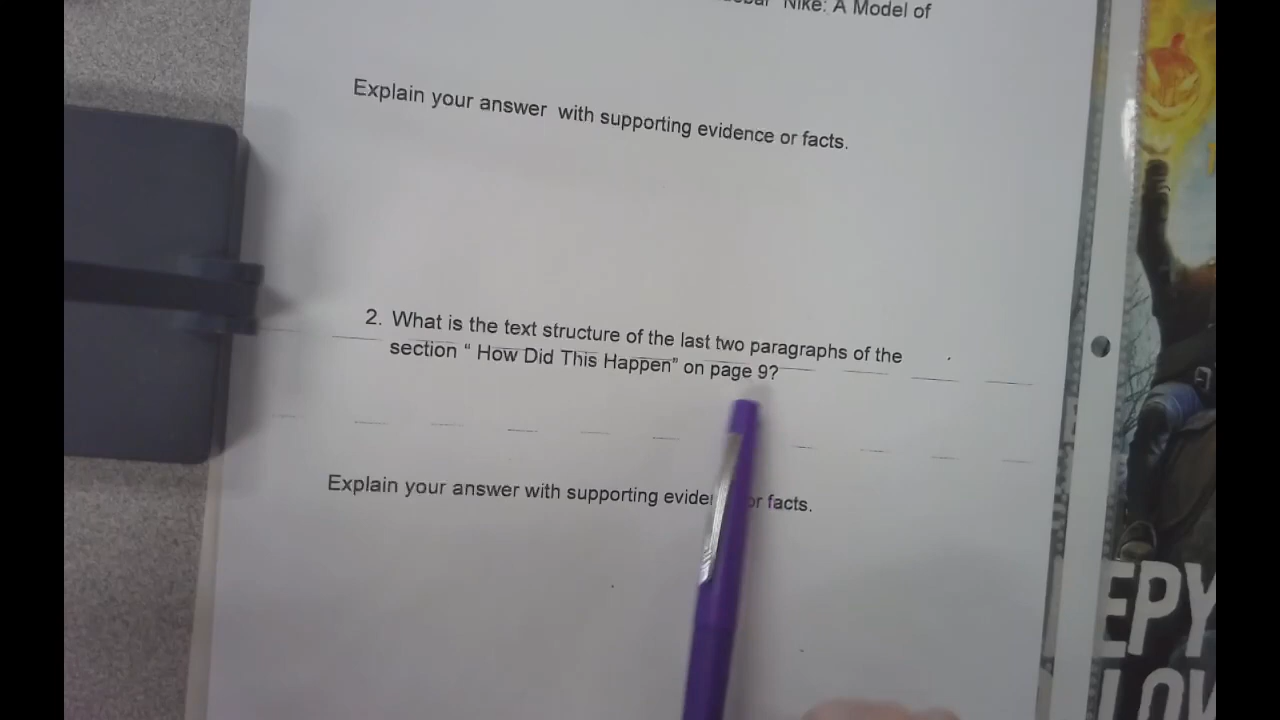 Nike: A Model of
Explain your answer with supporting evidence or facts.
2. What is the text structure of the last two paragraphs of the
section “ How Did This Happen” on page 9?
Explain your answer with supporting or facts.
EPY
LOW